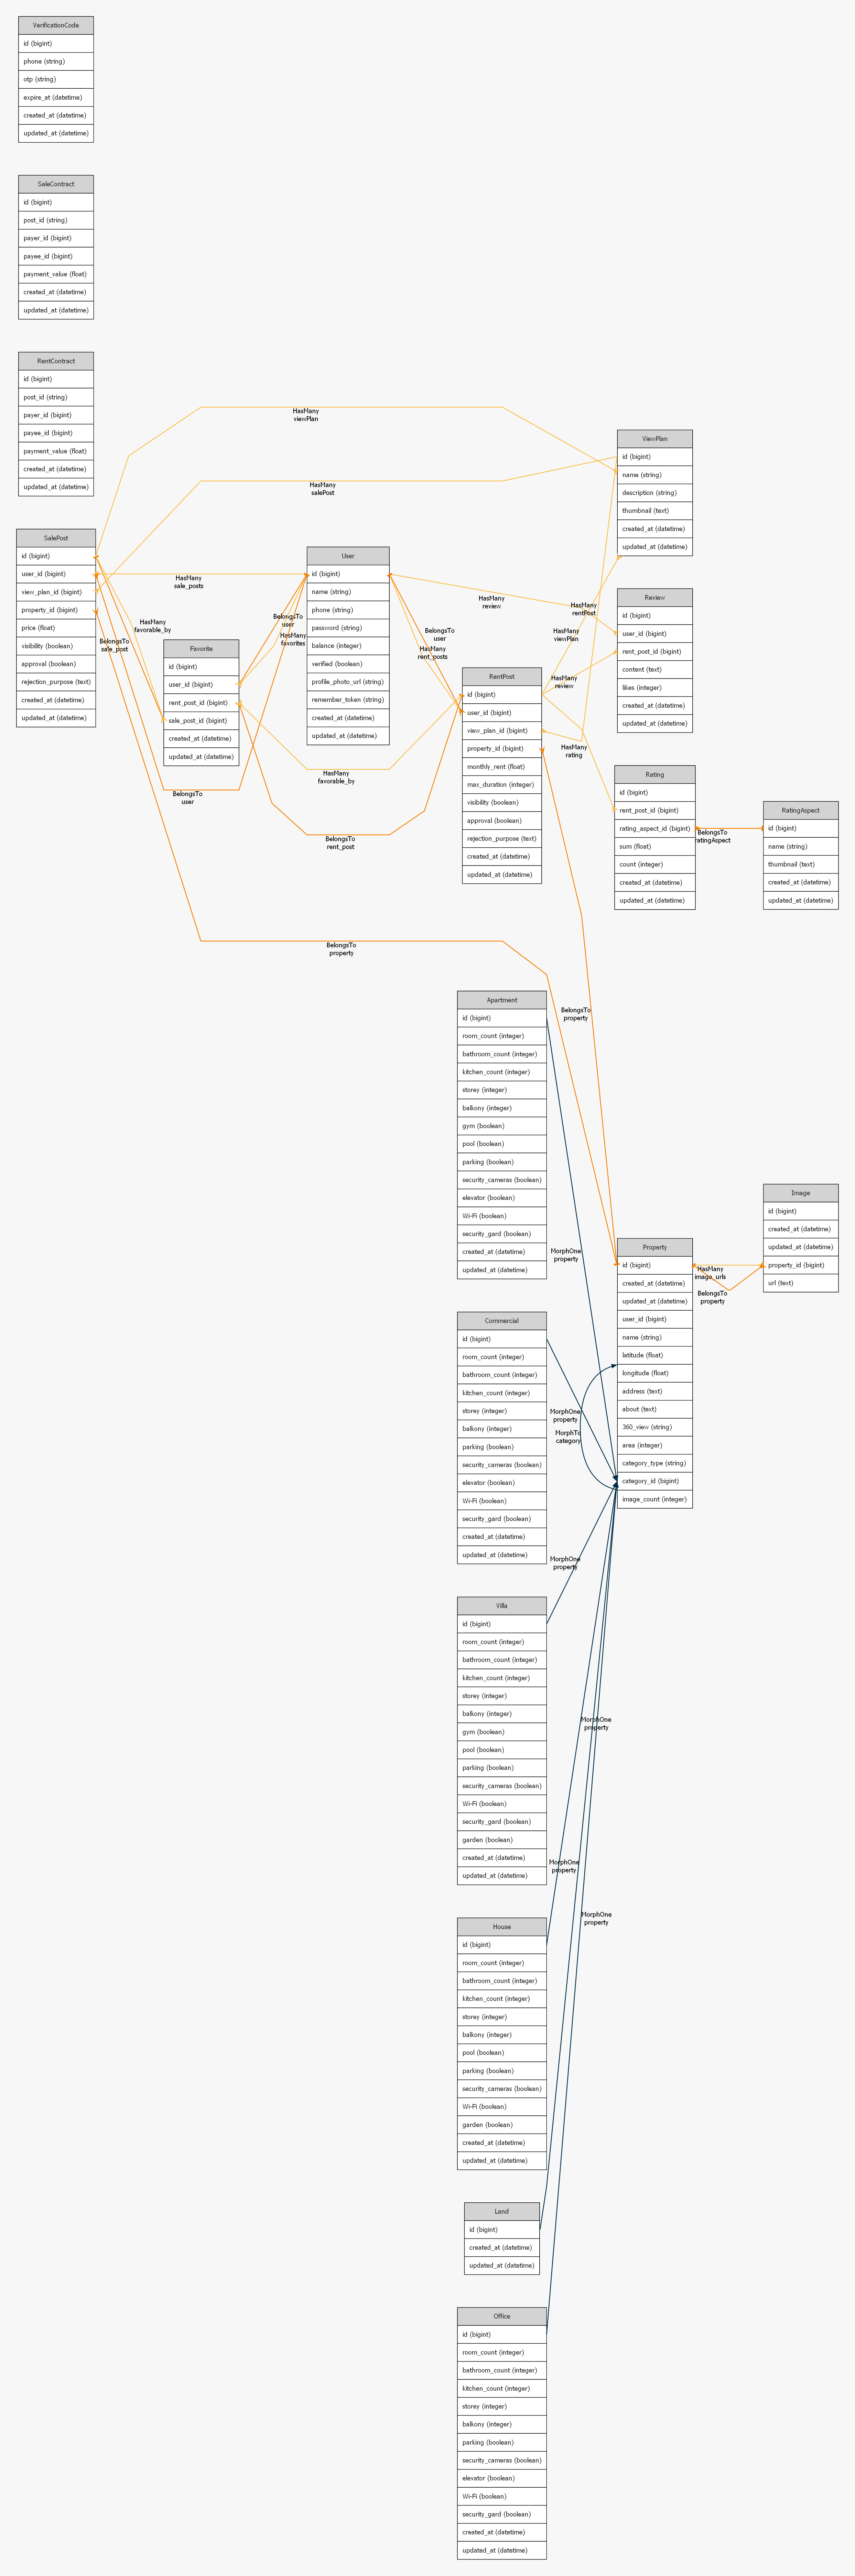 VerificationCode
id (bigint)
phone (string)
otp (string)
expire_at (datetime)
created_at (datetime)
updated_at (datetime)
SaleContract
id (bigint)
post_id (string)
payer_id (bigint)
payee_id (bigint)
payment_value (float)
created_at (datetime)
updated_at (datetime)
RentContract
id (bigint)
post_id (string)
payer_id (bigint)
payee_id (bigint)
payment_value (float)
created_at (datetime)
updated_at (datetime)
HasMany
viewPlan
HasMany
salePost
SalePost
id (bigint)
user_id (bigint)
view_plan_id (bigint)
property_id (bigint)
price (float)
visibility (boolean)
approval (boolean)
rejection_purpose (text)
created_at (datetime)
updated_at (datetime)
HasMany
sale_posts
HasMany
favorable_by
BelongsTo
sale_post
Favorite
id (bigint)
user_id (bigint)
rent_post_id (bigint)
sale_post_id (bigint)
created_at (datetime)
updated_at (datetime)
BelongsTo
user
BelongsTo
user
HasMany
favorites
User
id (bigint)
name (string)
phone (string)
password (string)
balance (integer)
verified (boolean)
profile_photo_url (string)
remember_token (string)
created_at (datetime)
updated_at (datetime)
HasMany
favorable_by
BelongsTo
rent_post
BelongsTo
user
HasMany
rent_posts
HasMany
review
RentPost
id (bigint)
user_id (bigint)
view_plan_id (bigint)
property_id (bigint)
monthly_rent (float)
max_duration (integer)
visibility (boolean)
approval (boolean)
rejection_purpose (text)
created_at (datetime)
updated_at (datetime)
HasMany
rentPost
HasMany
viewPlan
HasMany
review
HasMany
rating
ViewPlan
id (bigint)
name (string)
description (string)
thumbnail (text)
created_at (datetime)
updated_at (datetime)
Review
id (bigint)
user_id (bigint)
rent_post_id (bigint)
content (text)
likes (integer)
created_at (datetime)
updated_at (datetime)
Rating
id (bigint)
rent_post_id (bigint)
rating_aspect_id (bigint)
sum (float)
count (integer)
created_at (datetime)
updated_at (datetime)
BelongsTo
ratingAspect
RatingAspect
id (bigint)
name (string)
thumbnail (text)
created_at (datetime)
updated_at (datetime)
BelongsTo
property
BelongsTo
property
Apartment
id (bigint)
room_count (integer)
bathroom_count (integer)
kitchen_count (integer)
storey (integer)
balkony (integer)
gym (boolean)
pool (boolean)
parking (boolean)
security_cameras (boolean)
elevator (boolean)
Wi-Fi (boolean)
security_gard (boolean)
created_at (datetime)
updated_at (datetime)
MorphOne
property
Property
id (bigint)
created_at (datetime)
updated_at (datetime)
user_id (bigint)
name (string)
latitude (float)
longitude (float)
address (text)
about (text)
360_view (string)
area (integer)
category_type (string)
category_id (bigint)
image_count (integer)
HasMany
image_urls
BelongsTo
property
Image
id (bigint)
created_at (datetime)
updated_at (datetime)
property_id (bigint)
url (text)
Commercial
id (bigint)
room_count (integer)
bathroom_count (integer)
kitchen_count (integer)
storey (integer)
balkony (integer)
parking (boolean)
security_cameras (boolean)
elevator (boolean)
Wi-Fi (boolean)
security_gard (boolean)
created_at (datetime)
updated_at (datetime)
MorphOne
property
MorphTo
category
MorphOne
property
Villa
id (bigint)
room_count (integer)
bathroom_count (integer)
kitchen_count (integer)
storey (integer)
balkony (integer)
gym (boolean)
pool (boolean)
parking (boolean)
security_cameras (boolean)
Wi-Fi (boolean)
security_gard (boolean)
garden (boolean)
created_at (datetime)
updated_at (datetime)
MorphOne
property
MorphOne
property
MorphOne
property
House
id (bigint)
room_count (integer)
bathroom_count (integer)
kitchen_count (integer)
storey (integer)
balkony (integer)
pool (boolean)
parking (boolean)
security_cameras (boolean)
Wi-Fi (boolean)
garden (boolean)
created_at (datetime)
updated_at (datetime)
Land
id (bigint)
created_at (datetime)
updated_at (datetime)
Office
id (bigint)
room_count (integer)
bathroom_count (integer)
kitchen_count (integer)
storey (integer)
balkony (integer)
parking (boolean)
security_cameras (boolean)
elevator (boolean)
Wi-Fi (boolean)
security_gard (boolean)
created_at (datetime)
updated_at (datetime)